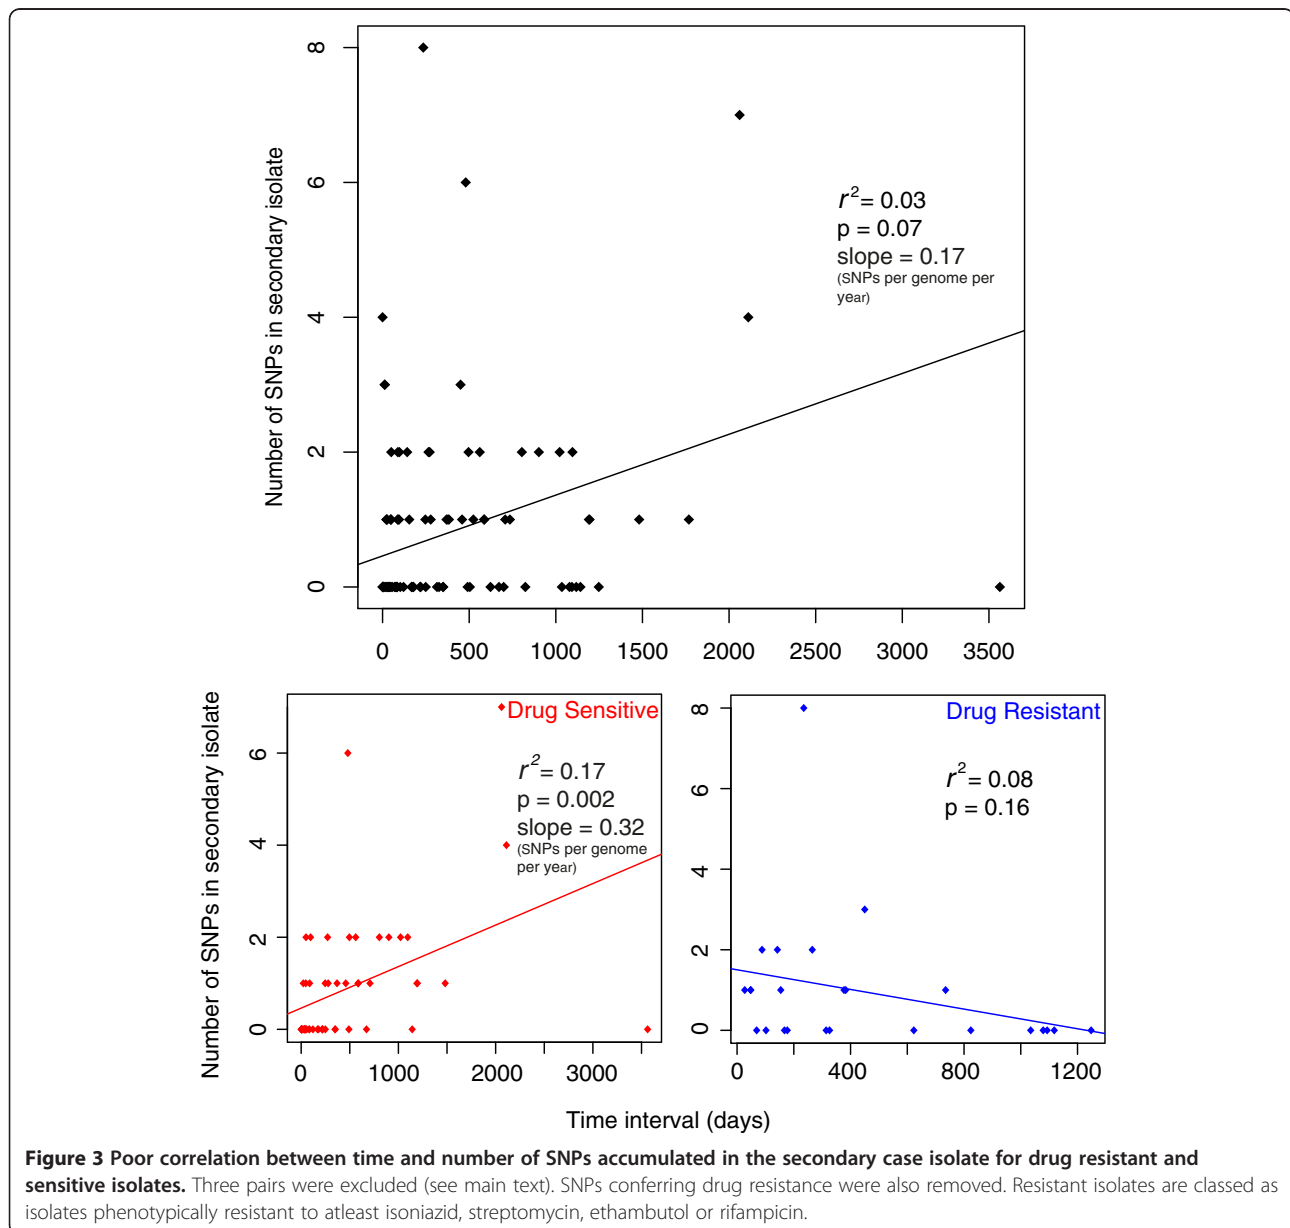 8
6
4
2
0
Number of SNPs in secondary isolate
r²= 0.03
p = 0.07
slope = 0.17
(SNPs per genome per
year)
0 500 1000 1500 2000 2500 3000 3500
6
4
2
0
Number of SNPs in secondary isolate
Drug Sensitive
r²= 0.17
p = 0.002
slope = 0.32
(SNPs per genome
per year)
0 1000 2000 3000
8
6
4
2
0
Drug Resistant
r²= 0.08
p = 0.16
0 400 800 1200
Time interval (days)
Figure 3 Poor correlation between time and number of SNPs accumulated in the secondary case isolate for drug resistant and
sensitive isolates. Three pairs were excluded (see main text). SNPs conferring drug resistance were also removed. Resistant isolates are classed as
isolates phenotypically resistant to atleast isoniazid, streptomycin, ethambutol or rifampicin.